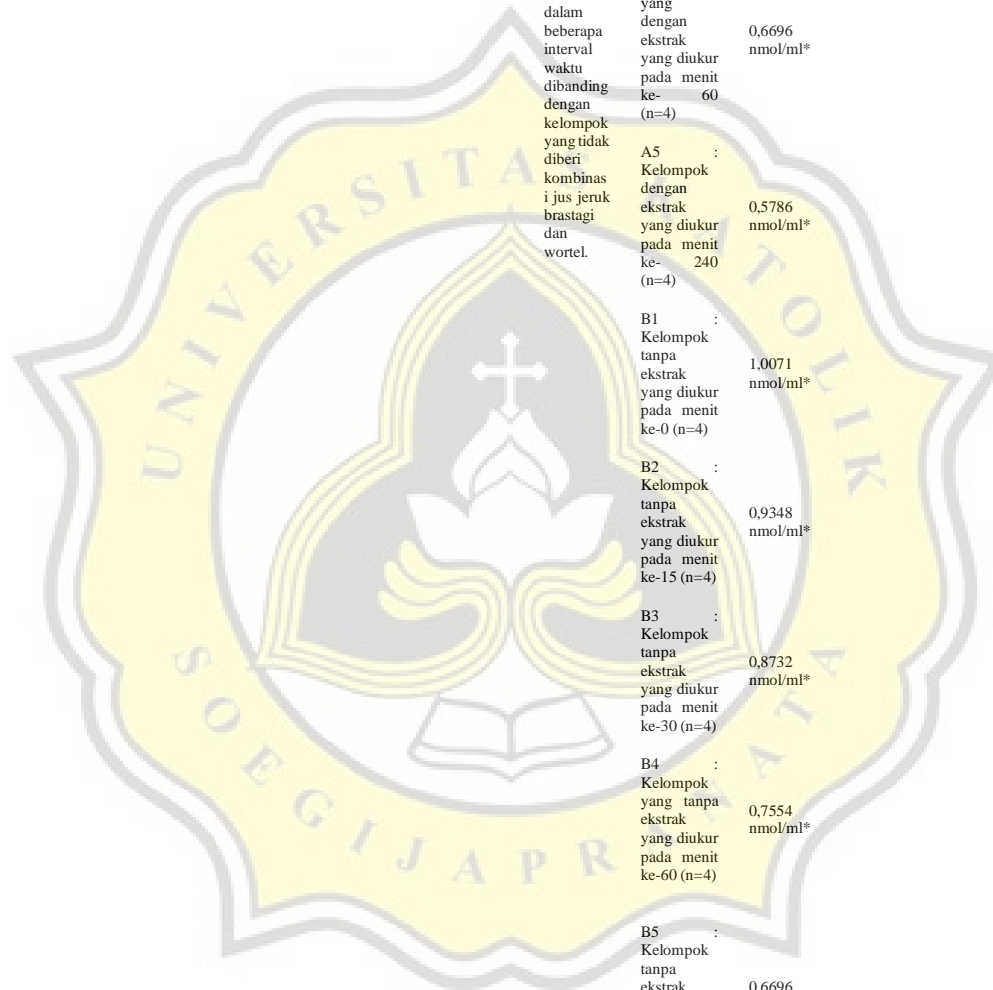 dalam
beberapa
interval
waktu
dibanding
dengan
kelompok
yang tidak
diberi
kombinas
i jus jeruk
brastagi
dan
wortel.
yang
dengan
ekstrak
yang diukur
pada menit
ke- 60
(n=4)
0,6696
nmol/ml*
A5 :
Kelompok
dengan
ekstrak
yang diukur
pada menit
ke- 240
(n=4)
0,5786
nmol/ml*
B1 :
Kelompok
tanpa
ekstrak
yang diukur
pada menit
ke-0 (n=4)
1,0071
nmol/ml*
B2 :
Kelompok
tanpa
ekstrak
yang diukur
pada menit
ke-15 (n=4)
0,9348
nmol/ml*
B3 :
Kelompok
tanpa
ekstrak
yang diukur
pada menit
ke-30 (n=4)
0,8732
nmol/ml*
B4 :
Kelompok
yang tanpa
ekstrak
yang diukur
pada menit
ke-60 (n=4)
0,7554
nmol/ml*
B5 :
Kelompok
tanpa
ekstrak
0,6696
UNIVERSITAS KATOLIK
SOEGIJAPRANATA